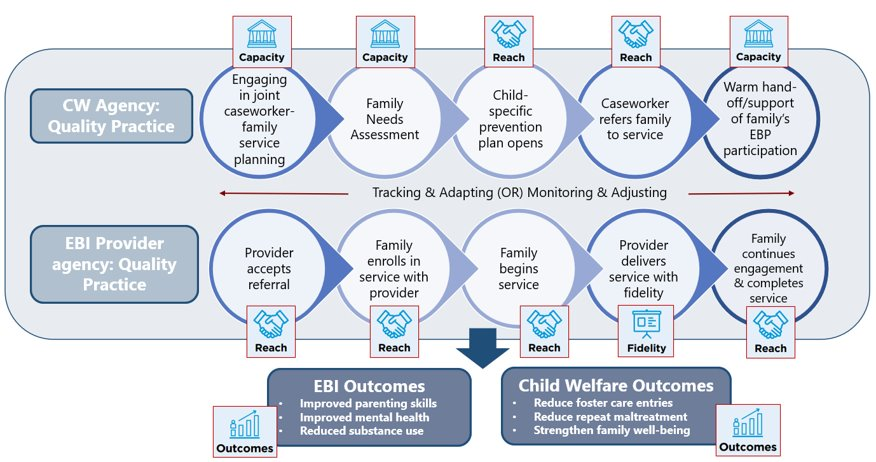 Capacity
Capacity
Reach
Reach
Capacity
CW Agency:
Quality Practice
Engaging
in joint
caseworker-
family
service
planning
Family
Needs
Assessment
Child-
specific
prevention
plan opens
Caseworker
refers family
to service
Warm hand-
off/support
of family's
EBP
participation
Tracking & Adapting (OR) Monitoring & Adjusting
EBI Provider
agency: Quality
Practice
Provider
accepts
referral
Family
enrolls in
service with
provider
Family
begins
service
Provider
delivers
service with
fidelity
Family
continues
engagement
& completes
service
Reach
Reach
Reach
Fidelity
Reach
EBI Outcomes
• Improved parenting skills
• Improved mental health
• Reduced substance use
Outcomes
Child Welfare Outcomes
• Reduce foster care entries
• Reduce repeat maltreatment
• Strengthen family well-being
Outcomes